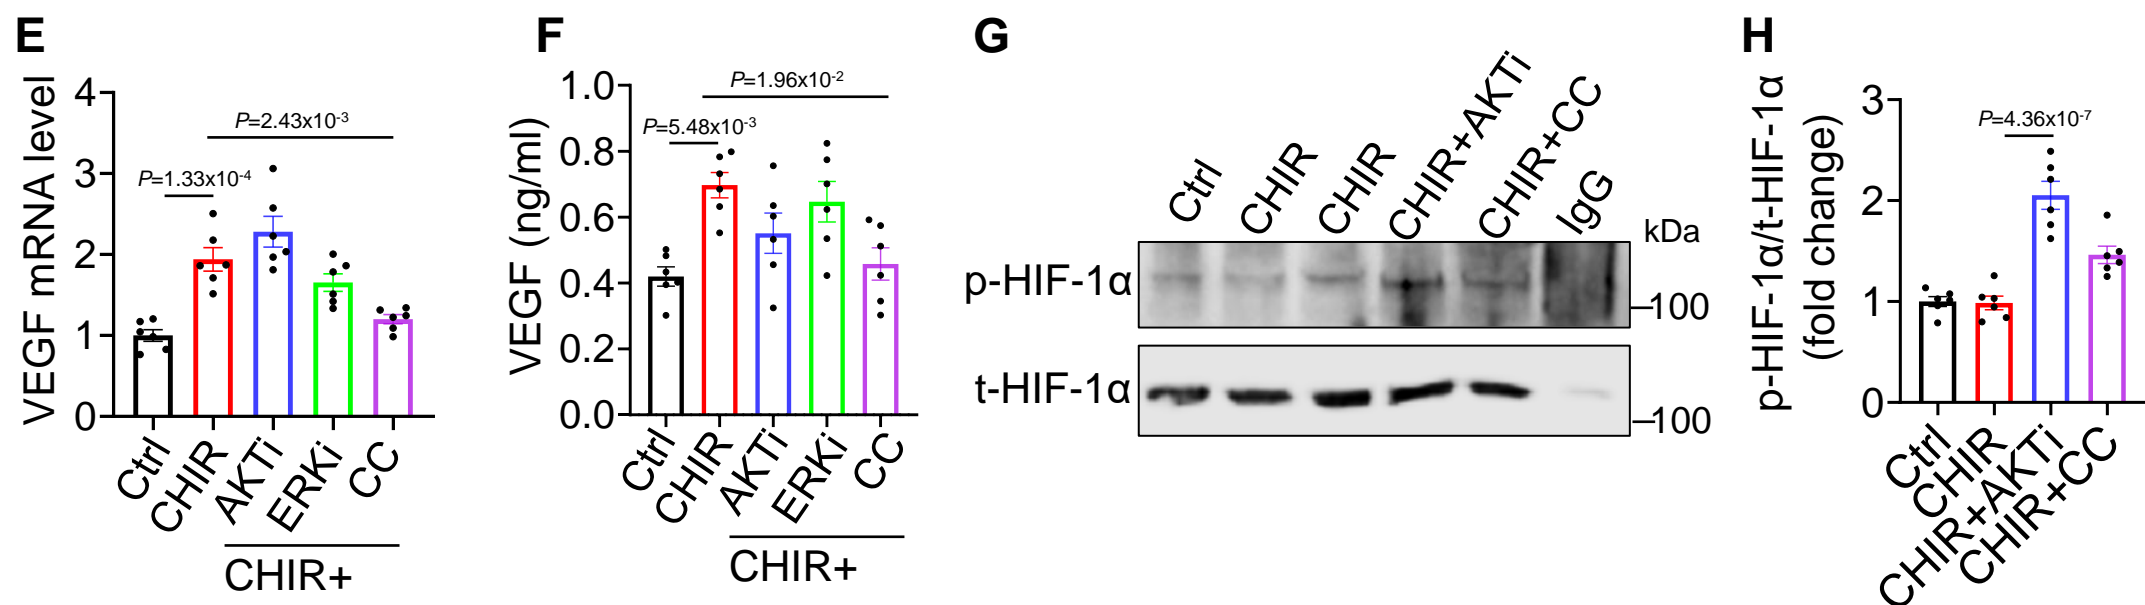 E
VEGF mRNA level
4
3
2
1
0
P=2.43x10-3
P=1.33x10-4
Ctrl
CHIR
AKTi
ERKi
CC
CHIR+
F
VEGF (ng/ml)
1.0
0.8
0.6
0.4
0.2
0.0
P=1.96x10-2
P=5.48x10-3
Ctrl
CHIR
AKTi
ERKi
CC
CHIR+
G
Ctrl
CHIR
CHIR
CHIR+AKTi
CHIR+CC
IgG
kDa
p-HIF-1α
–100
t-HIF-1α
–100
H
p-HIF-1α/t-HIF-1α
(fold change)
3
2
1
0
P=4.36x10-7
Ctrl
CHIR
CHIR+AKTi
CHIR+CC